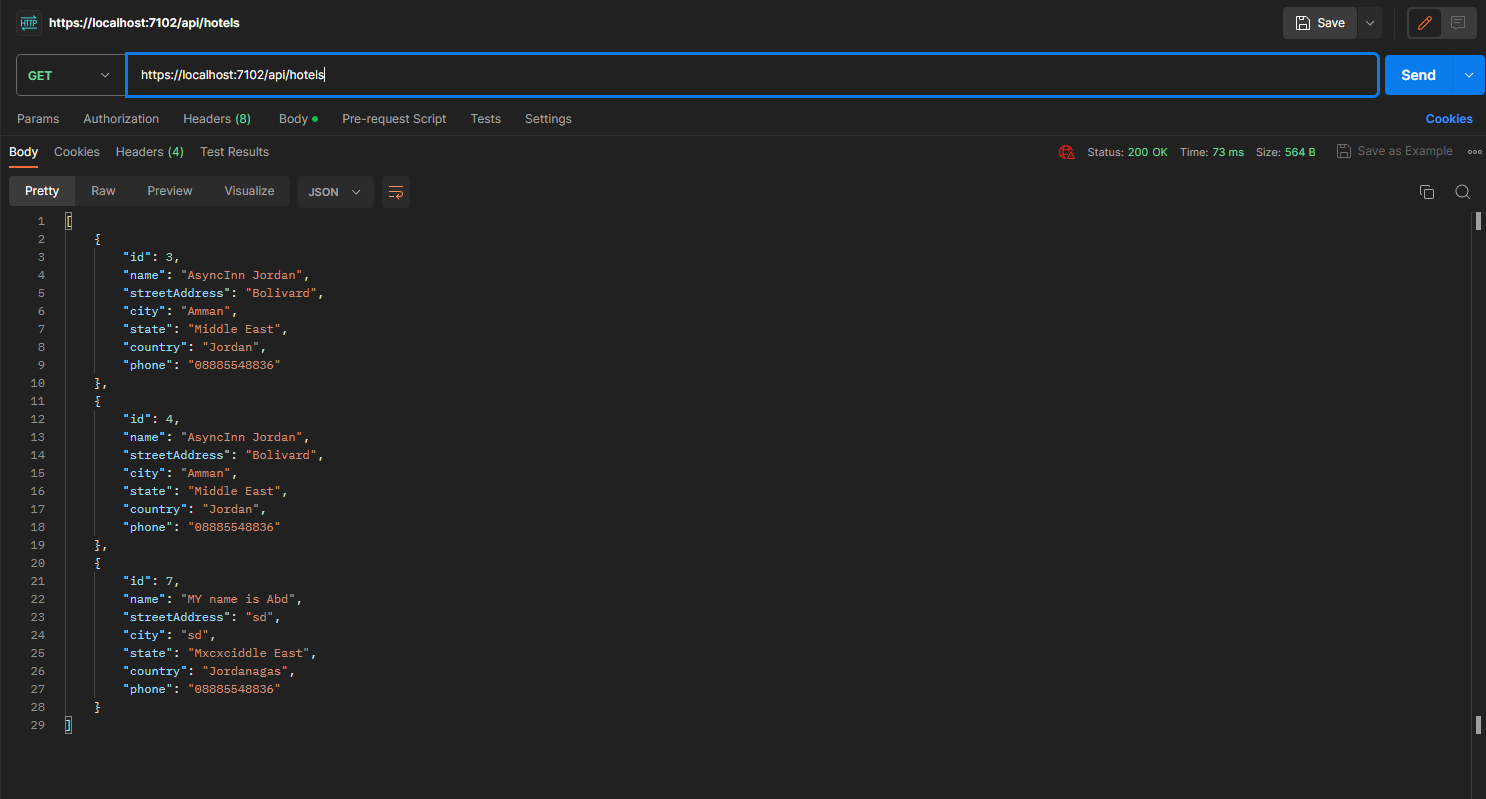 HTTP https://localhost:7102/api/hotels Save
GET https://localhost:7102/api/hotels Send
Params Authorization Headers (8) Body Pre-request Script Tests Settings Cookies
Body Cookies Headers (4) Test Results Status: 200 OK Time: 73 ms Size: 564 B Save as Example
Pretty Raw Preview Visualize JSON
1 [
2 {
3 "id": 3,
4 "name": "AsyncInn Jordan",
5 "streetAddress": "Bolivard",
6 "city": "Amman",
7 "state": "Middle East",
8 "country": "Jordan",
9 "phone": "08885548836"
10 },
11 {
12 "id": 4,
13 "name": "AsyncInn Jordan",
14 "streetAddress": "Bolivard",
15 "city": "Amman",
16 "state": "Middle East",
17 "country": "Jordan",
18 "phone": "08885548836"
19 },
20 {
21 "id": 7,
22 "name": "MY name is Abd",
23 "streetAddress": "sd",
24 "city": "sd",
25 "state": "Mxcxciddle East",
26 "country": "Jordanagas",
27 "phone": "08885548836"
28 }
29 ]